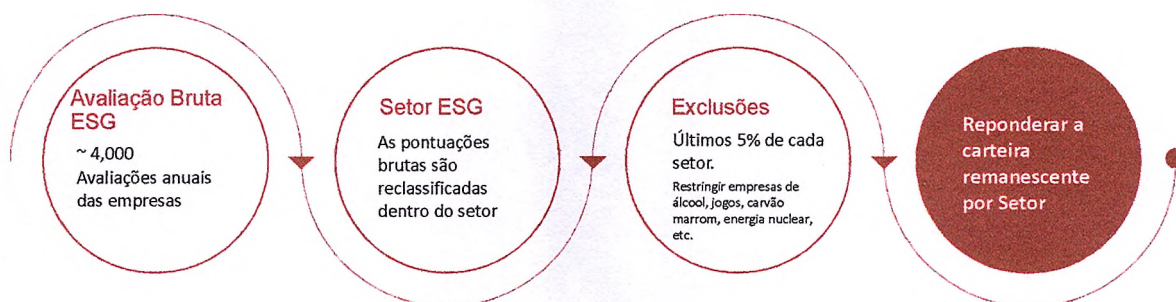 Avaliação Bruta
ESG
~ 4,000
Avaliações anuais
das empresas
Setor ESG
As pontuações
brutas são
reclassificadas
dentro do setor
Exclusões
Últimos 5% de cada
setor.
Restringir empresas de
álcool, jogos, carvão
marrom, energia nuclear,
etc.
Reponderar a
carteira
remanescente
por Setor